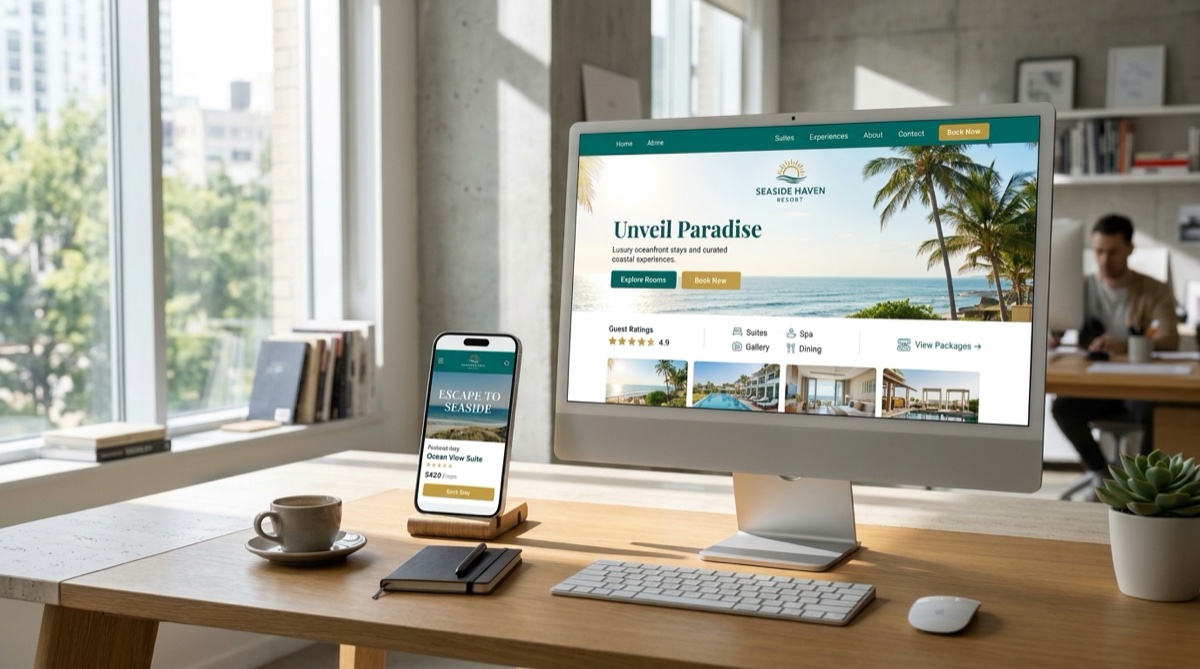 Home
Suites
Experiences
About
Contact
Book Now
SEASIDE HAVEN
RESORT
Unveil Paradise
Luxury oceanfront stays and curated
coastal experiences.
Explore Rooms
Book Now
Guest Ratings
4.9
Suites
Spa
Gallery
Dining
View Packages →
ESCAPE TO
SEASIDE
Ocean View Suite
$420